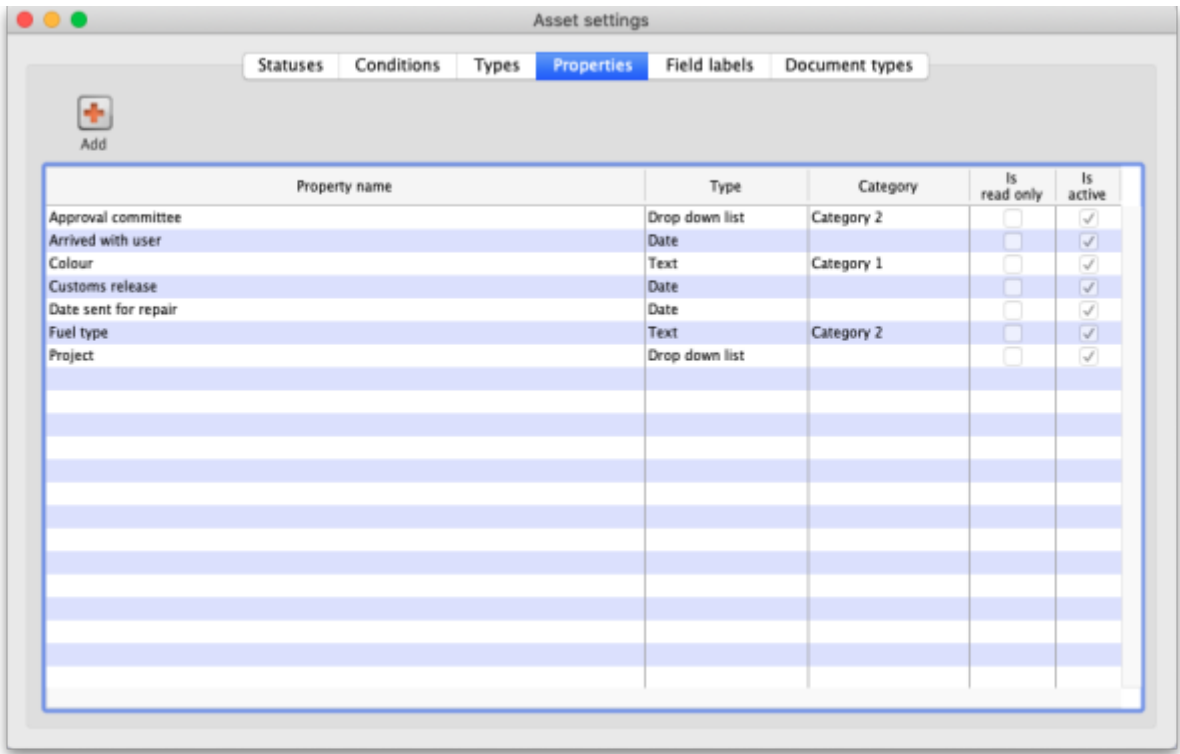 Asset settings
Statuses Conditions Types Properties Field labels Document types
Add
Property name Type Category Is read only Is active
Approval committee Drop down list Category 2
Arrived with user Date
Colour Text Category 1
Customs release Date
Date sent for repair Date
Fuel type Text Category 2
Project Drop down list